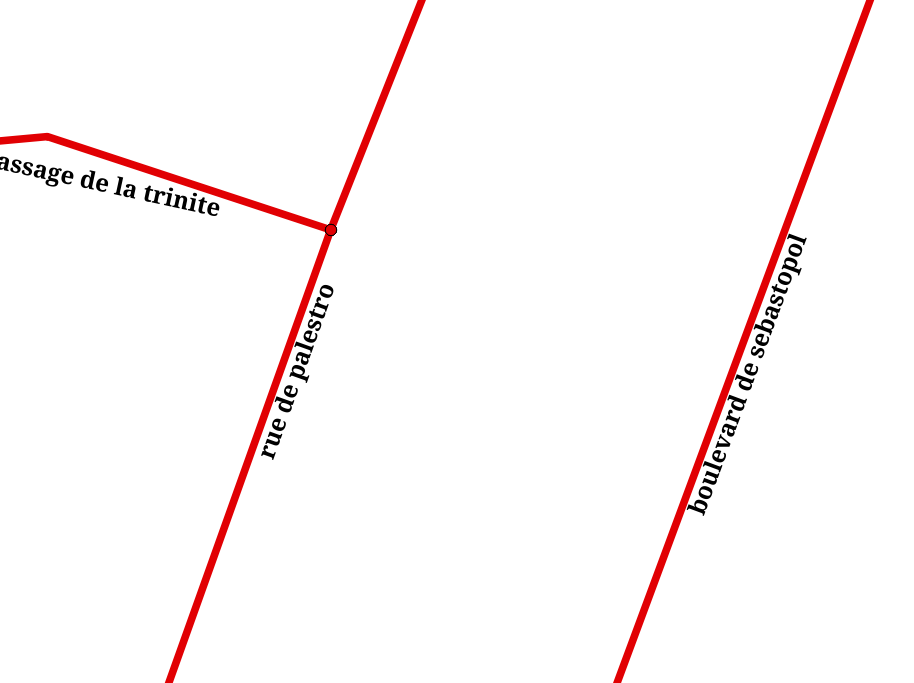 assage de la trinite
rue de palestro
boulevard de sebastopol